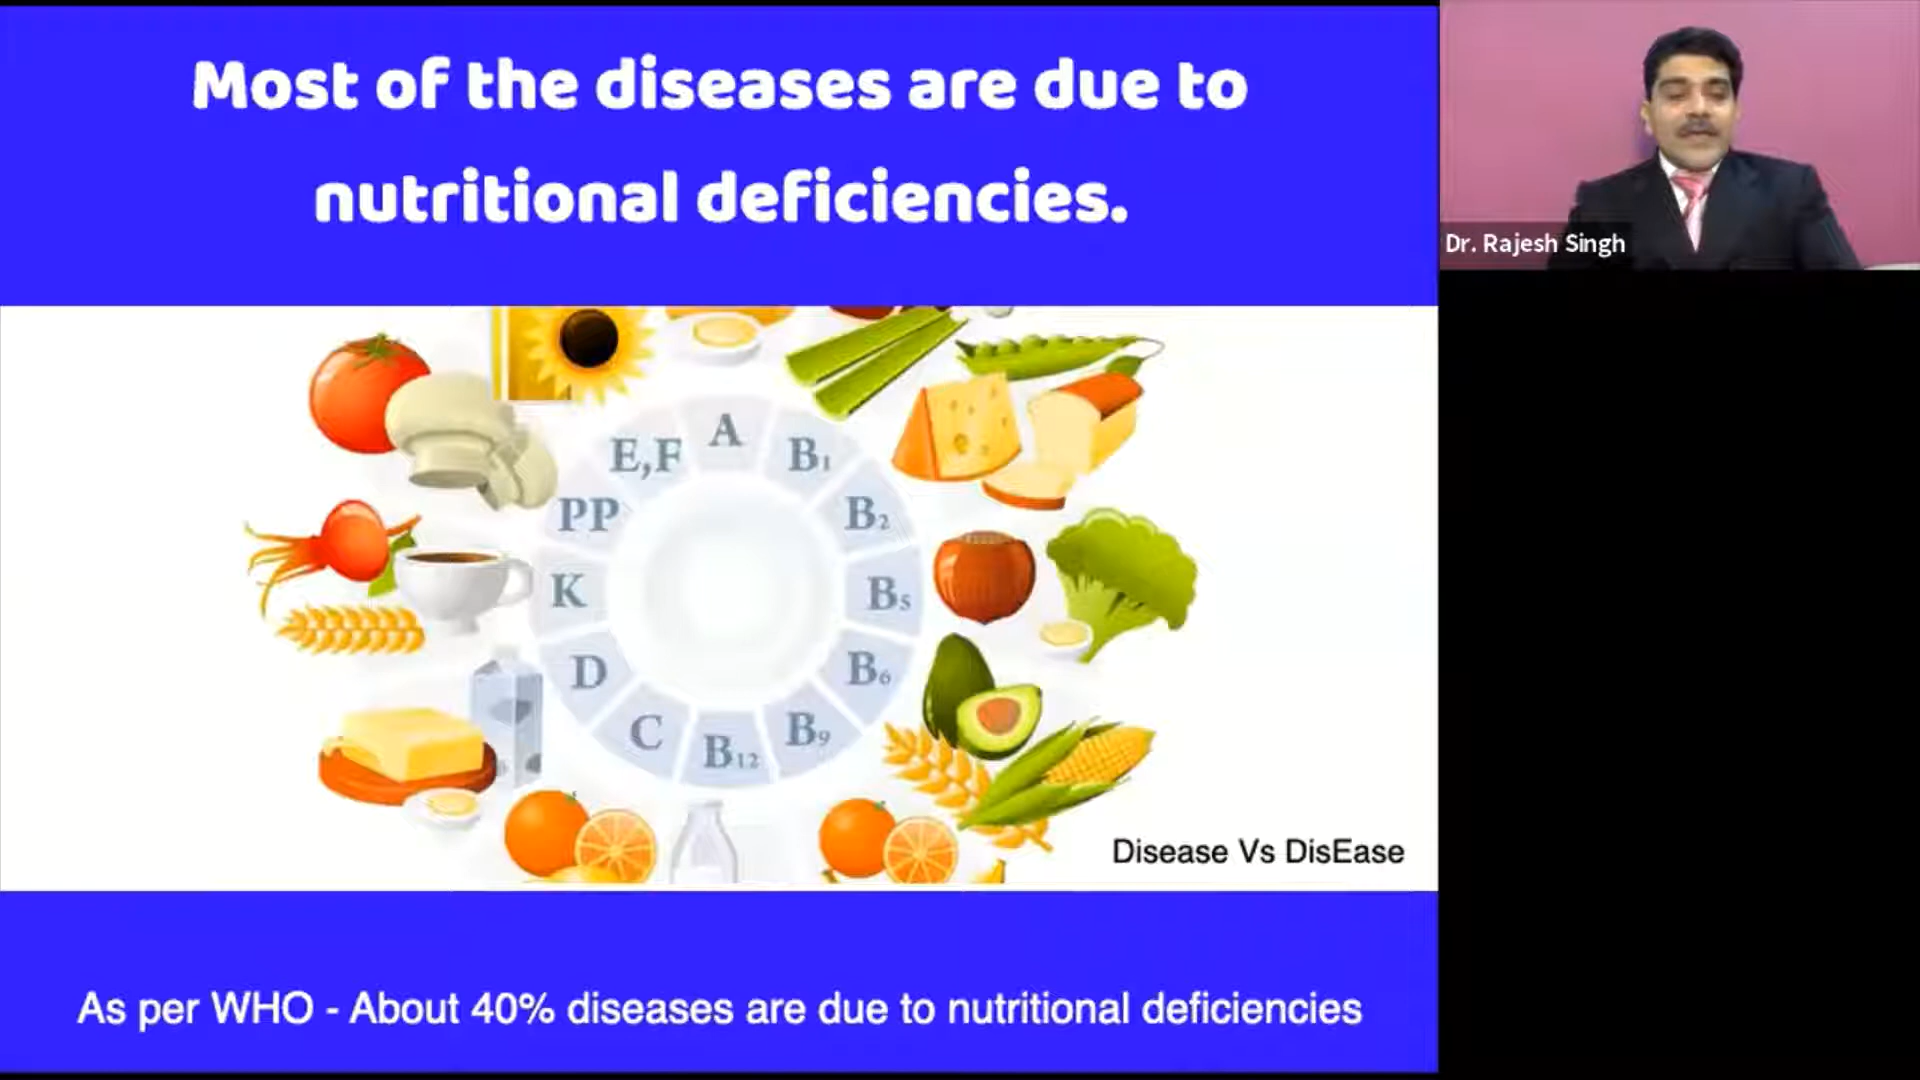 Most of the diseases are due to
nutritional deficiencies.
Dr. Rajesh Singh
A
B1
B2
B5
B6
B9
B12
C
D
K
PP
E,F
Disease Vs DisEase
As per WHO - About 40% diseases are due to nutritional deficiencies